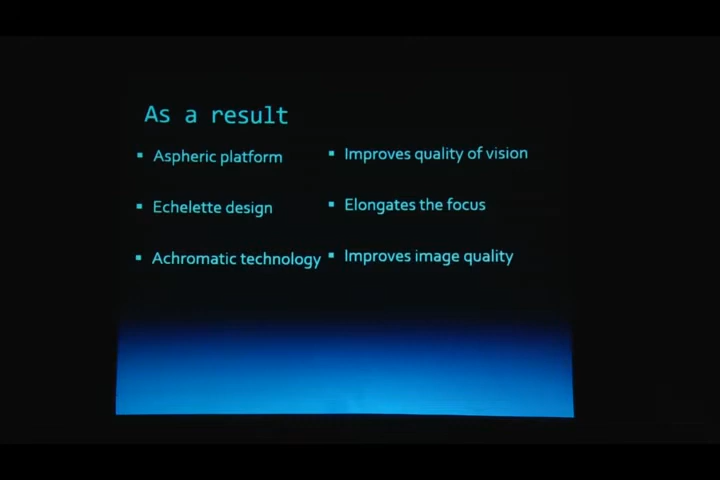 As a result
▪ Aspheric platform
▪ Improves quality of vision
▪ Echelette design
▪ Elongates the focus
▪ Achromatic technology
▪ Improves image quality